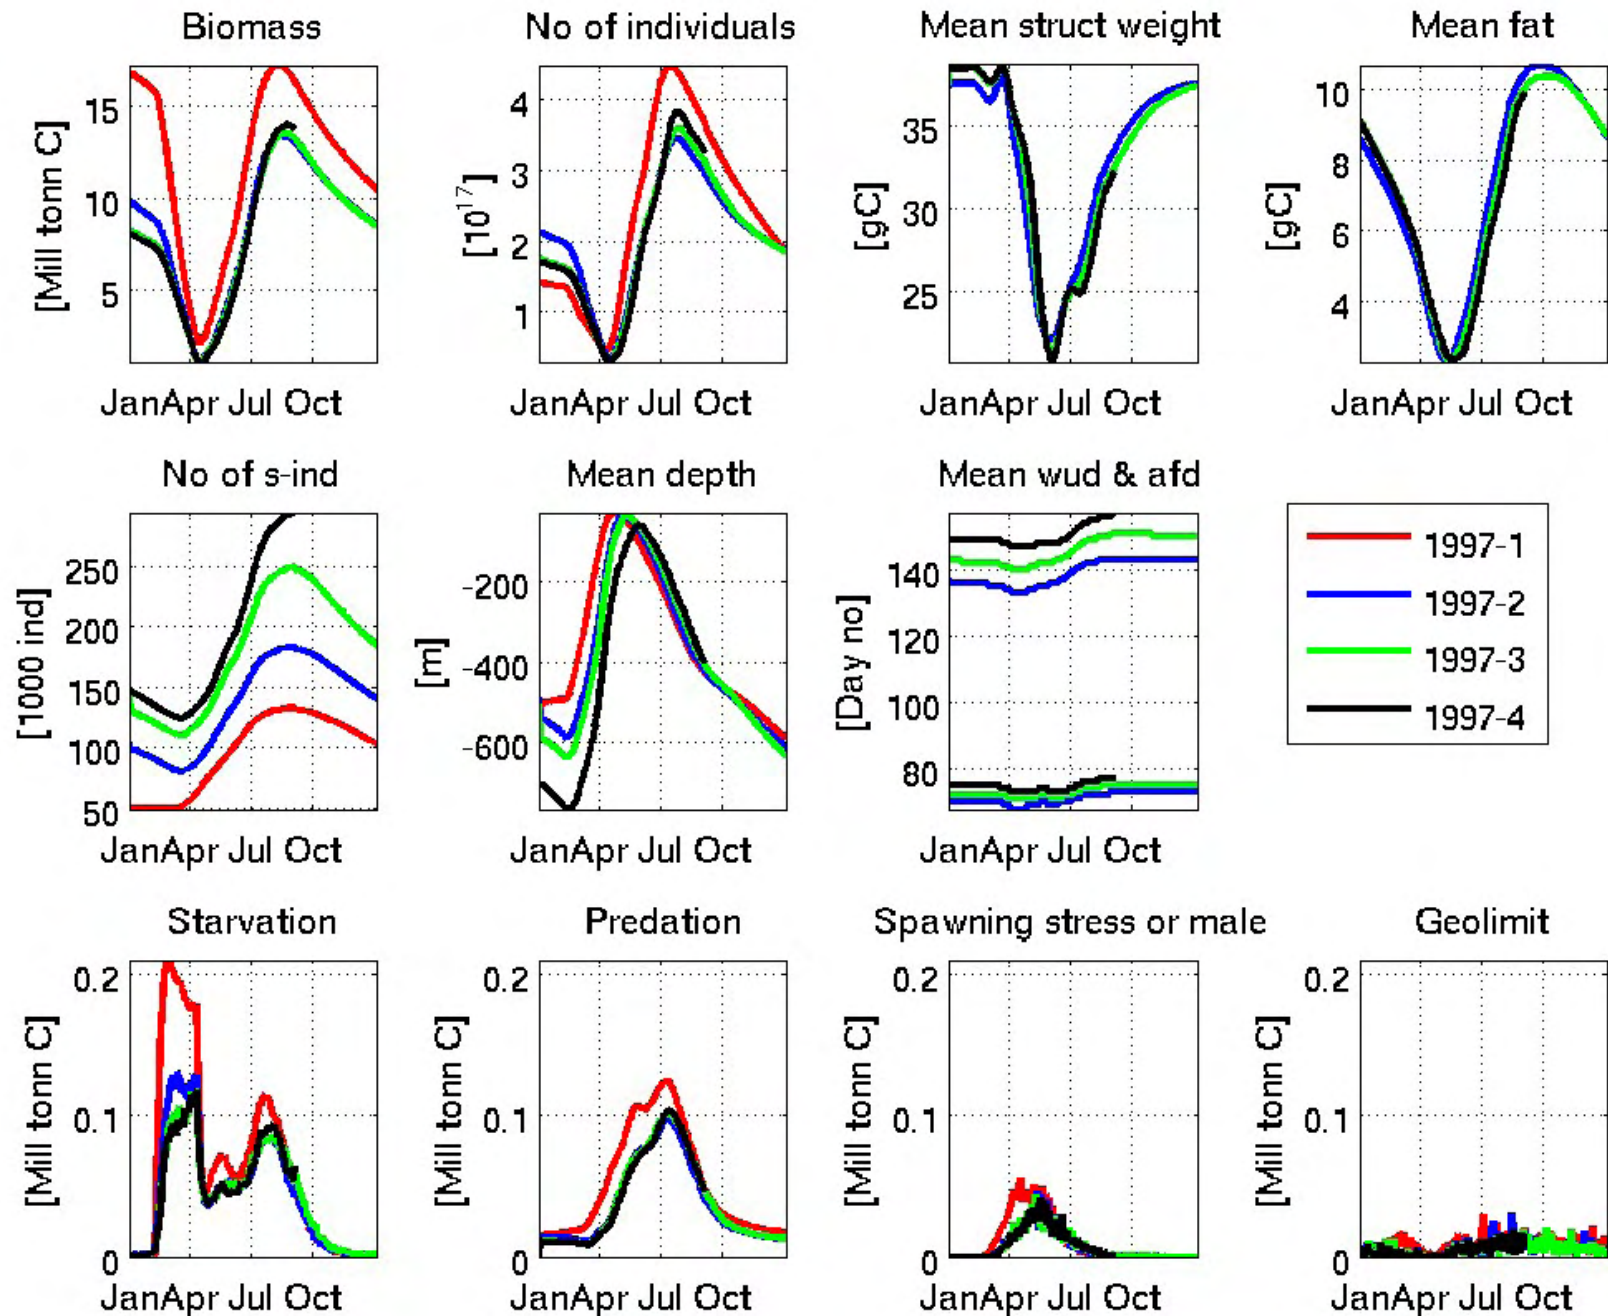 Biomass
No of individuals
Mean struct weight
Mean fat
[Mill tonn C]
15
10
5
JanApr Jul Oct
[10^17]
4
3
2
1
JanApr Jul Oct
[gC]
35
30
25
JanApr Jul Oct
[gC]
10
8
6
4
JanApr Jul Oct
No of s-ind
Mean depth
Mean wud & afd
[1000 ind]
250
200
150
100
50
JanApr Jul Oct
[m]
-200
-400
-600
JanApr Jul Oct
[Day no]
140
120
100
80
JanApr Jul Oct
1997-1
1997-2
1997-3
1997-4
Starvation
Predation
Spawning stress or male
Geolimit
[Mill tonn C]
0.2
0.1
0
JanApr Jul Oct
[Mill tonn C]
0.2
0.1
0
JanApr Jul Oct
[Mill tonn C]
0.2
0.1
0
JanApr Jul Oct
[Mill tonn C]
0.2
0.1
0
JanApr Jul Oct